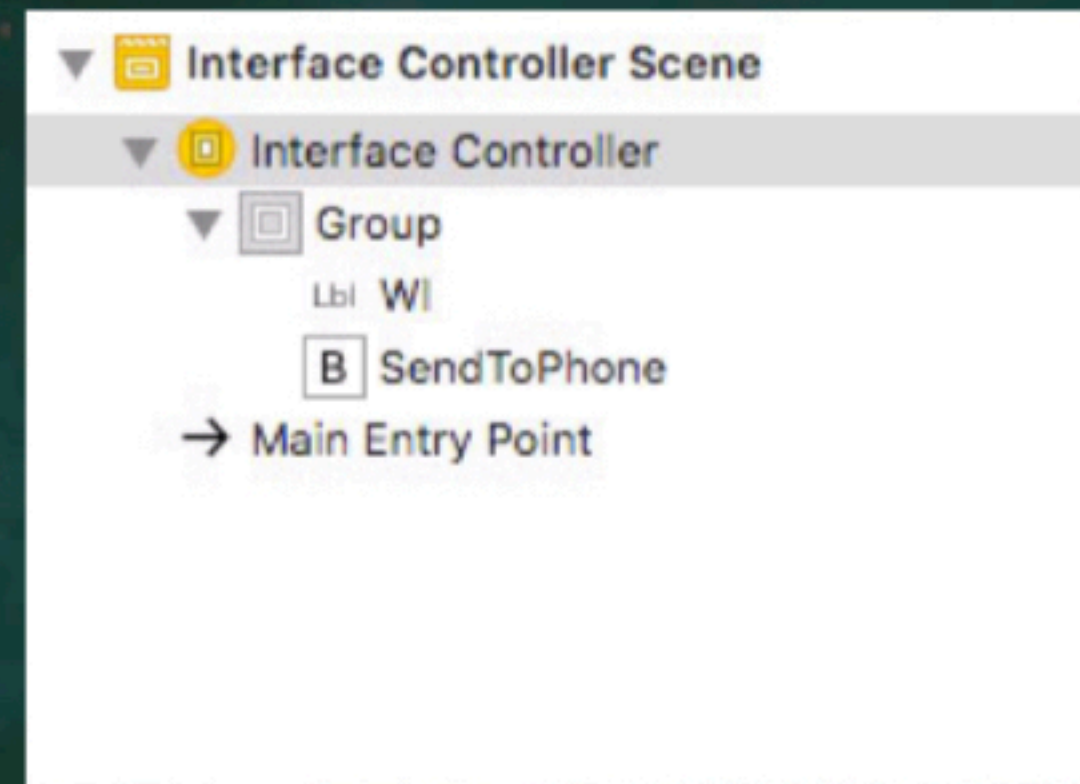 Interface Controller Scene
Interface Controller
Group
Lbl Wl
B SendToPhone
Main Entry Point